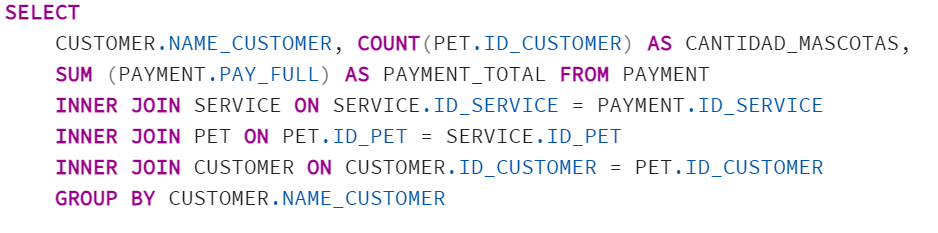 SELECT
CUSTOMER.NAME_CUSTOMER, COUNT(PET.ID_CUSTOMER) AS CANTIDAD_MASCOTAS,
SUM (PAYMENT.PAY_FULL) AS PAYMENT_TOTAL FROM PAYMENT
INNER JOIN SERVICE ON SERVICE.ID_SERVICE = PAYMENT.ID_SERVICE
INNER JOIN PET ON PET.ID_PET = SERVICE.ID_PET
INNER JOIN CUSTOMER ON CUSTOMER.ID_CUSTOMER = PET.ID_CUSTOMER
GROUP BY CUSTOMER.NAME_CUSTOMER